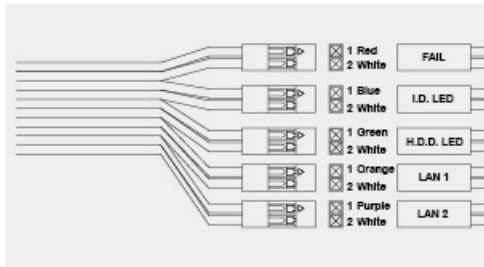 1 Red
2 White
FAIL
1 Blue
2 White
I.D. LED
1 Green
2 White
H.D.D. LED
1 Orange
2 White
LAN 1
1 Purple
2 White
LAN 2